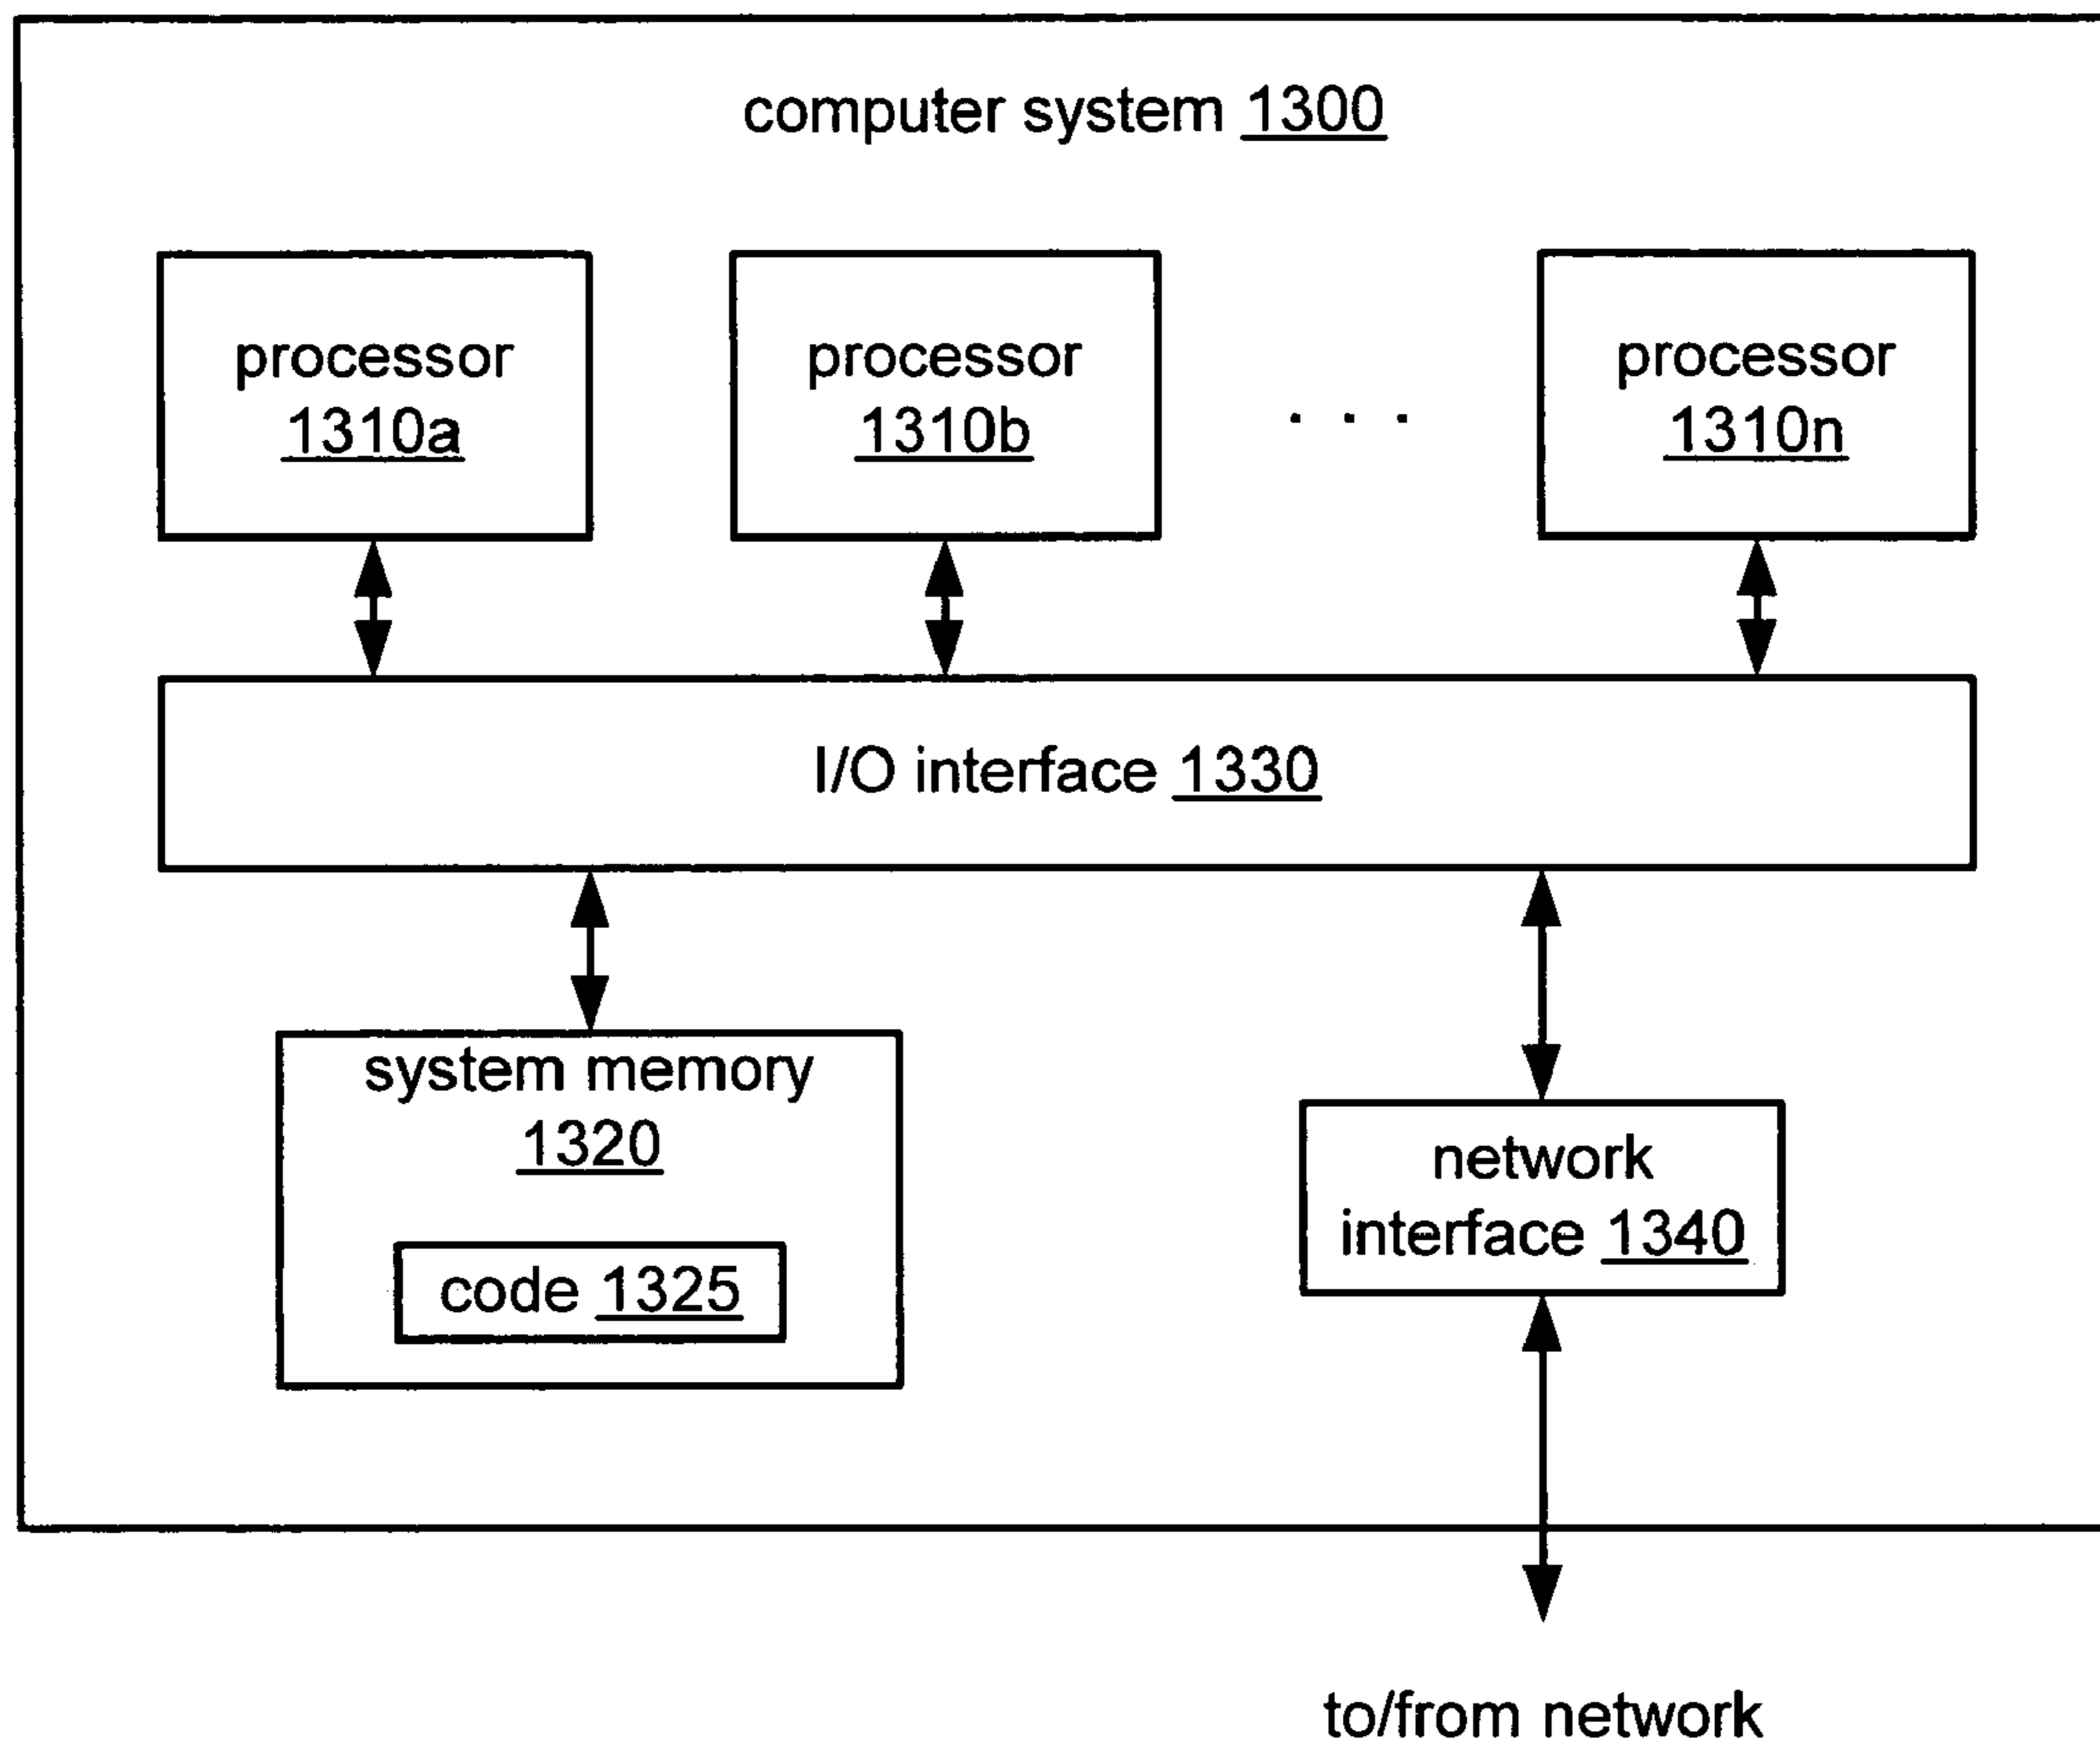 computer system 1300
processor
1310a
processor
1310b
. . .
processor
1310n
I/O interface 1330
system memory
1320
code 1325
network
interface 1340
to/from network